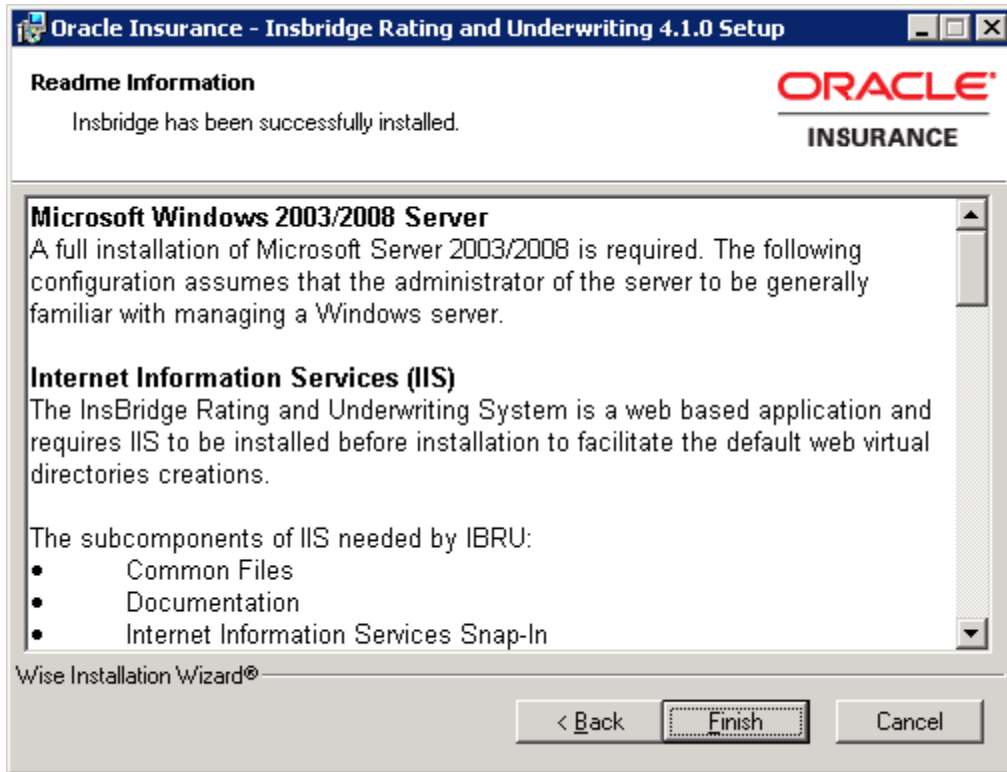 Oracle Insurance - Insbridge Rating and Underwriting 4.1.0 Setup
Readme Information
Insbridge has been successfully installed.
ORACLE
INSURANCE
Microsoft Windows 2003/2008 Server
A full installation of Microsoft Server 2003/2008 is required. The following
configuration assumes that the administrator of the server to be generally
familiar with managing a Windows server.
Internet Information Services (IIS)
The InsBridge Rating and Underwriting System is a web based application and
requires IIS to be installed before installation to facilitate the default web virtual
directories creations.
The subcomponents of IIS needed by IBRU:
• Common Files
• Documentation
• Internet Information Services Snap-In
Wise Installation Wizard®
< Back
Finish
Cancel